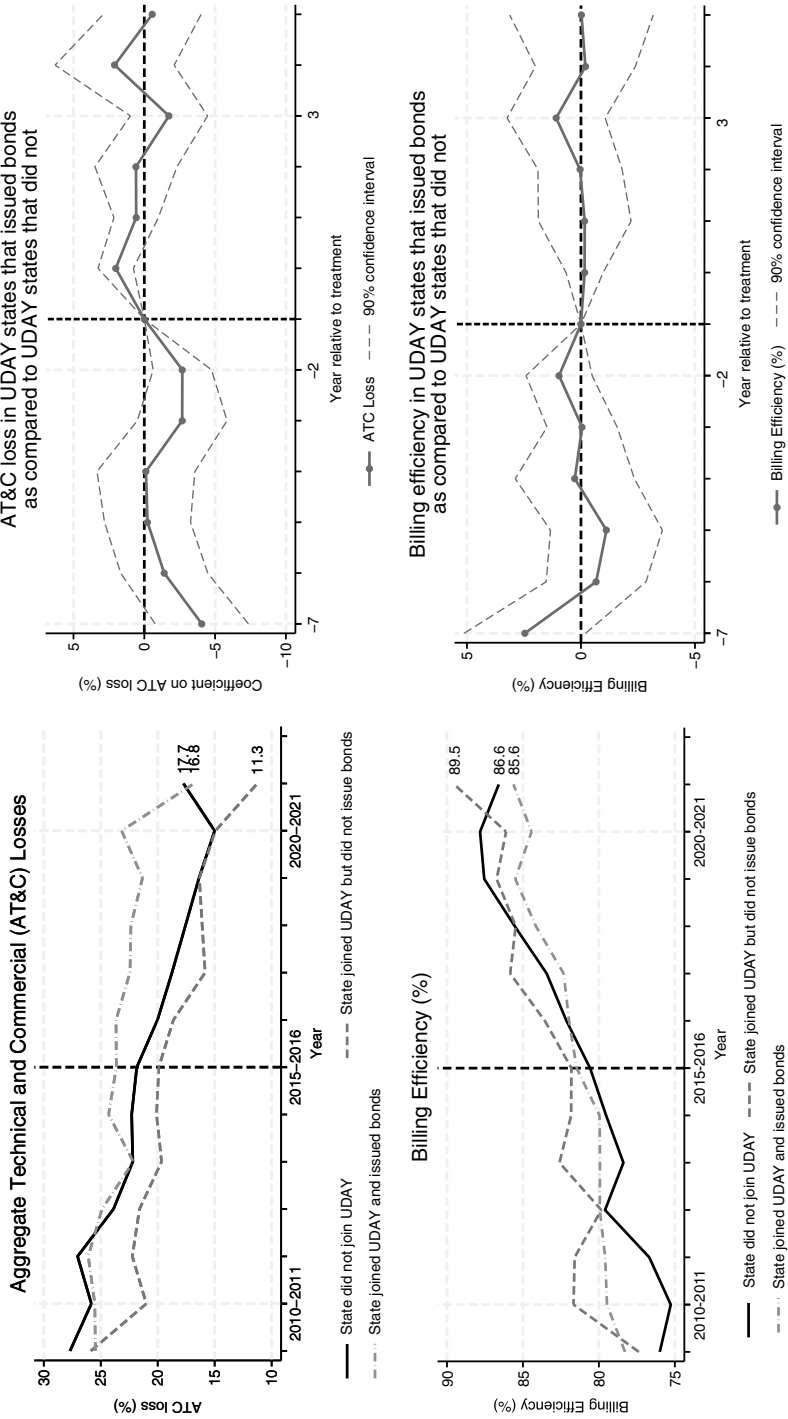 Aggregate Technical and Commercial (AT&C) Losses
ATC loss (%)
30
25
20
15
10
17.7
16.8
11.3
2010–2011
2015–2016
2020–2021
Year
State did not join UDAY
State joined UDAY but did not issue bonds
State joined UDAY and issued bonds
AT&C loss in UDAY states that issued bonds
as compared to UDAY states that did not
Coefficient on ATC loss (%)
5
0
–5
–10
–7
–2
3
Year relative to treatment
ATC Loss
90% confidence interval
Billing Efficiency (%)
Billing Efficiency (%)
90
85
80
75
89.5
86.6
85.6
2010–2011
2015–2016
2020–2021
Year
State did not join UDAY
State joined UDAY but did not issue bonds
State joined UDAY and issued bonds
Billing efficiency in UDAY states that issued bonds
as compared to UDAY states that did not
Billing Efficiency (%)
5
0
–5
–7
–2
3
Year relative to treatment
Billing Efficiency (%)
90% confidence interval